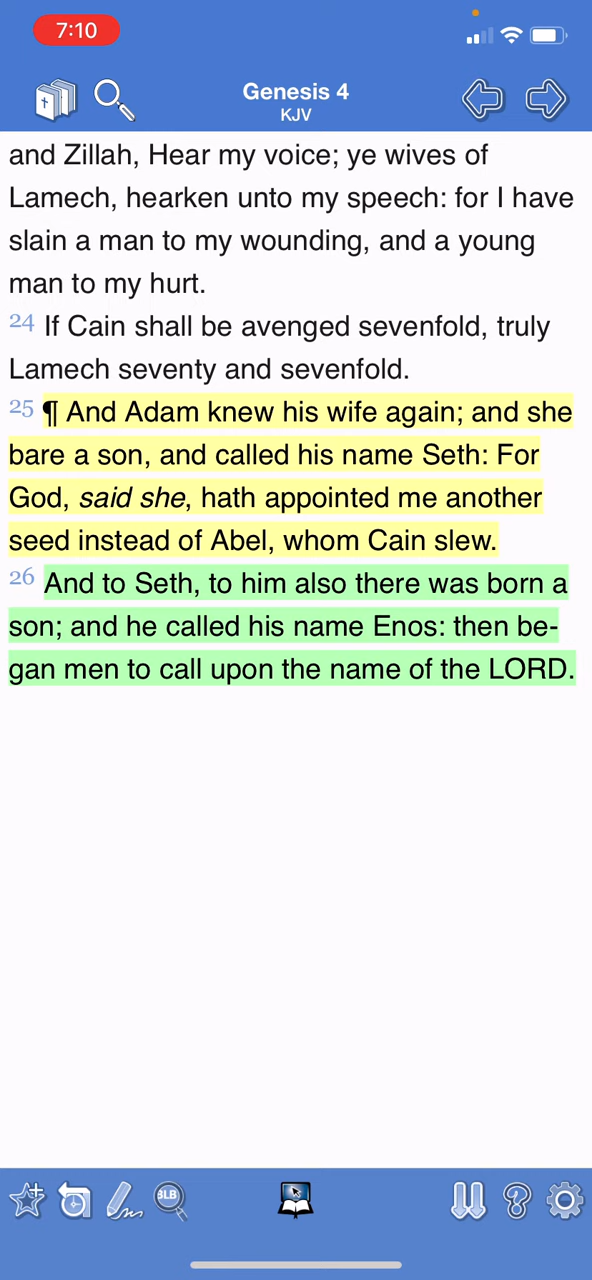 7:10
Genesis 4
KJV
and Zillah, Hear my voice; ye wives of
Lamech, hearken unto my speech: for I have
slain a man to my wounding, and a young
man to my hurt.
24 If Cain shall be avenged sevenfold, truly
Lamech seventy and sevenfold.
25 ¶ And Adam knew his wife again; and she
bare a son, and called his name Seth: For
God, said she, hath appointed me another
seed instead of Abel, whom Cain slew.
26 And to Seth, to him also there was born a
son; and he called his name Enos: then be-
gan men to call upon the name of the LORD.
BLB